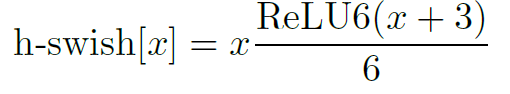 h-swish[x] = x ReLU6(x + 3) / 6